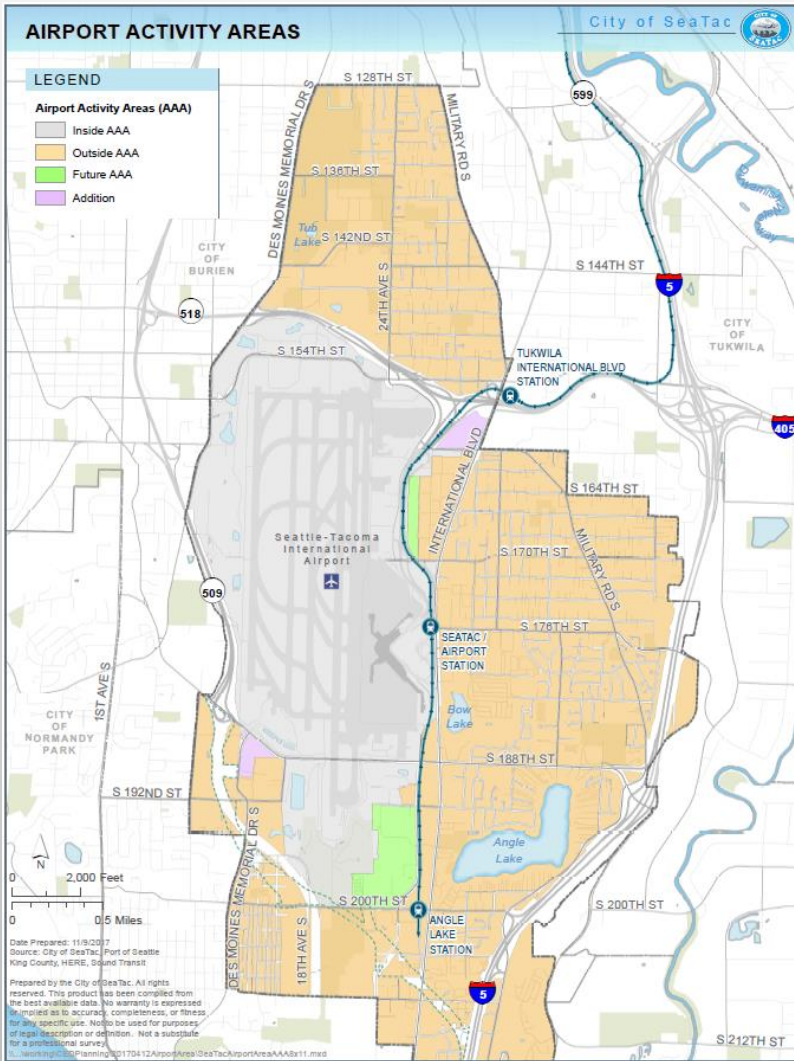 AIRPORT ACTIVITY AREAS
City of SeaTac
CITY OF
SEATAC
LEGEND
Airport Activity Areas (AAA)
Inside AAA
Outside AAA
Future AAA
Addition
S 128TH ST
DES MOINES MEMORIAL DR S
MILITARY RD S
599
S 136TH ST
Duwamish
Tub
Lake
S 142ND ST
CITY
OF
BURIEN
24TH AVE S
S 144TH ST
5
518
CITY
OF
TUKWILA
S 154TH ST
TUKWILA
INTERNATIONAL BLVD
STATION
405
INTERNATIONAL BLVD
S 164TH ST
Seattle-Tacoma
International
Airport
S 170TH ST
MILITARY RD S
509
S 176TH ST
SEATAC /
AIRPORT
STATION
1ST AVE S
CITY
OF
NORMANDY
PARK
Bow
Lake
S 188TH ST
S 192ND ST
DES MOINES MEMORIAL DR S
Angle
Lake
N
0 2,000 Feet
0 0.5 Miles
S 200TH ST
S 200TH ST
18TH AVE S
ANGLE
LAKE
STATION
5
S 212TH ST
Date Prepared: 11/9/2017
Source: City of SeaTac, Port of Seattle
King County, HERE, Sound Transit
Prepared by the City of SeaTac. All rights
reserved. This product has been compiled from
the best available data. No warranty is expressed
or implied as to accuracy, completeness, or fitness
for any specific use. Not to be used for purposes
of legal description or definition. Not a substitute
for a professional survey.